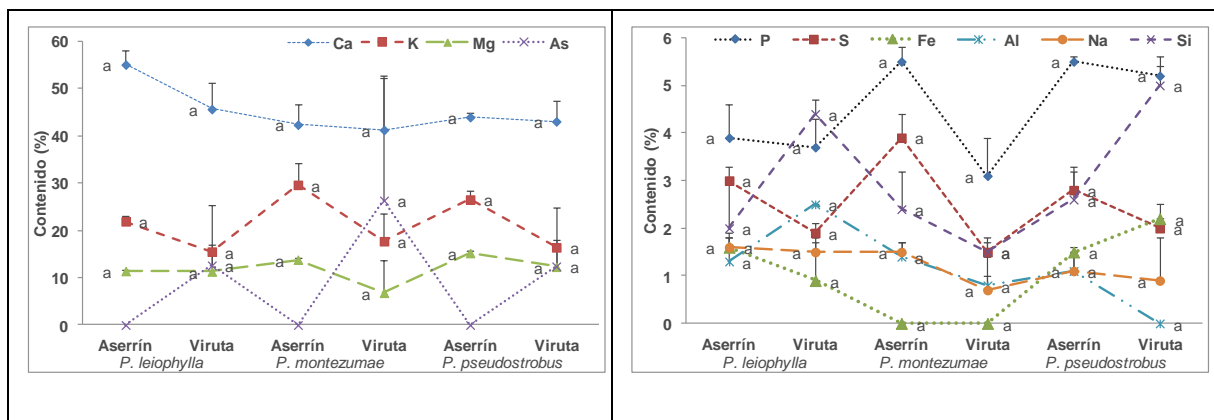 Ca K Mg As
Contenido (%)
60
50
40
30
20
10
0
a a a a a a
a a a a a a
a a a a a a
a a a
Aserrín Viruta Aserrín Viruta Aserrín Viruta
P. leiophylla P. montezumae P. pseudostrobus
P S Fe Al Na Si
Contenido (%)
6
5
4
3
2
1
0
a a a a a a
a a a a a a
a a a a a a
a a a a a a
a a a a a a
a a a a a a
Aserrín Viruta Aserrín Viruta Aserrín Viruta
P. leiophylla P. montezumae P. pseudostrobus